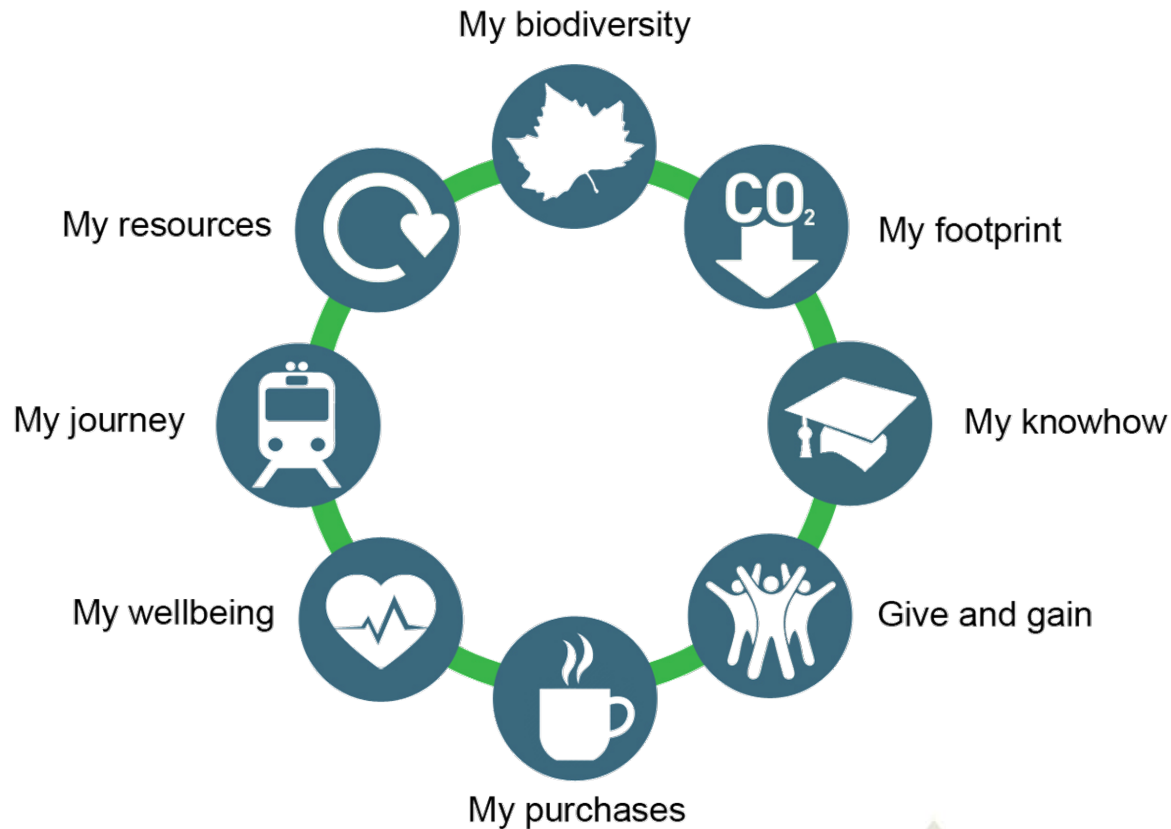 My biodiversity
CO₂
My footprint
My resources
My journey
My knowhow
My wellbeing
Give and gain
My purchases